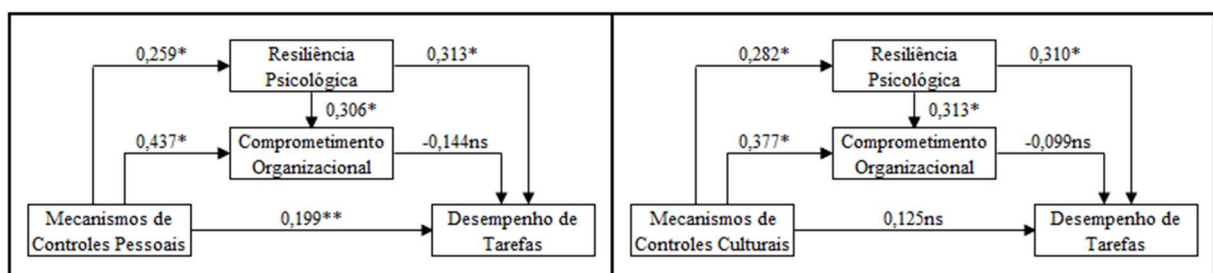 0,259*
Resiliência
Psicológica
0,313*
0,306*
0,437*
Comprometimento
Organizacional
-0,144ns
Mecanismos de
Controles Pessoais
0,199**
Desempenho de
Tarefas
0,282*
Resiliência
Psicológica
0,310*
0,313*
0,377*
Comprometimento
Organizacional
-0,099ns
Mecanismos de
Controles Culturais
0,125ns
Desempenho de
Tarefas